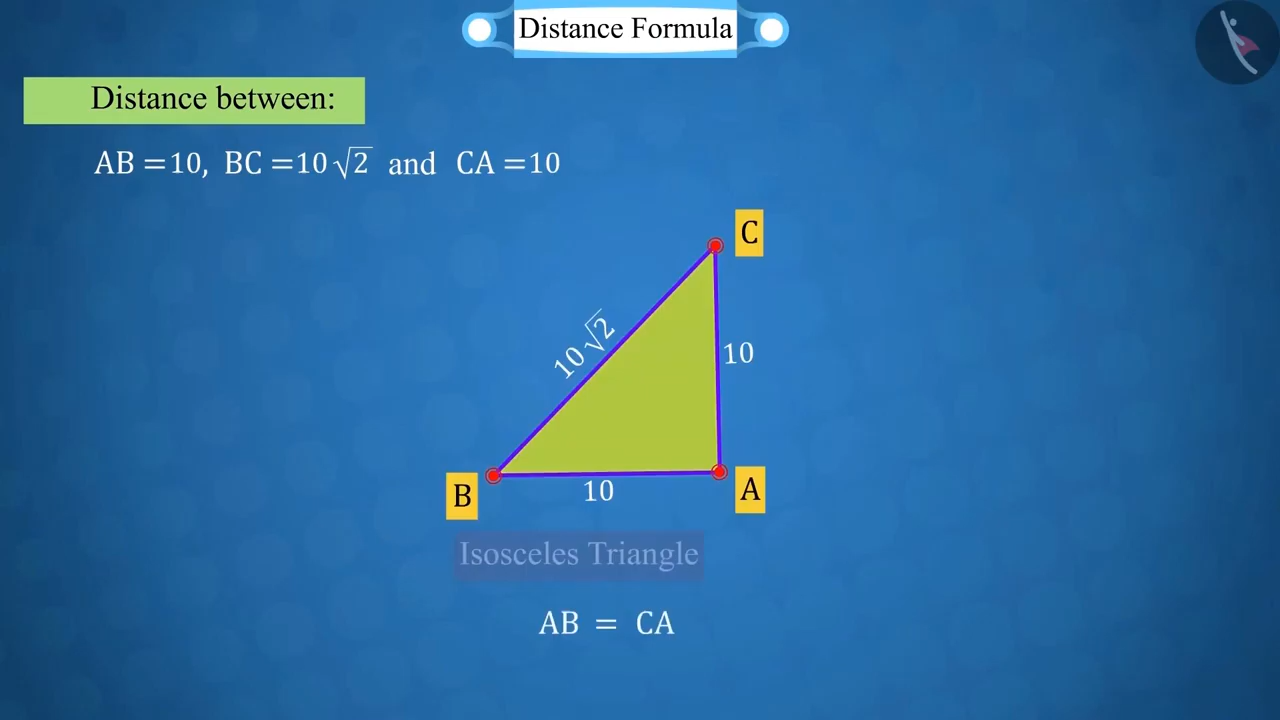 Distance Formula
Distance between:
AB =10, BC =10√2 and CA =10
C
10√2
10
B
10
A
Isosceles Triangle
AB = CA